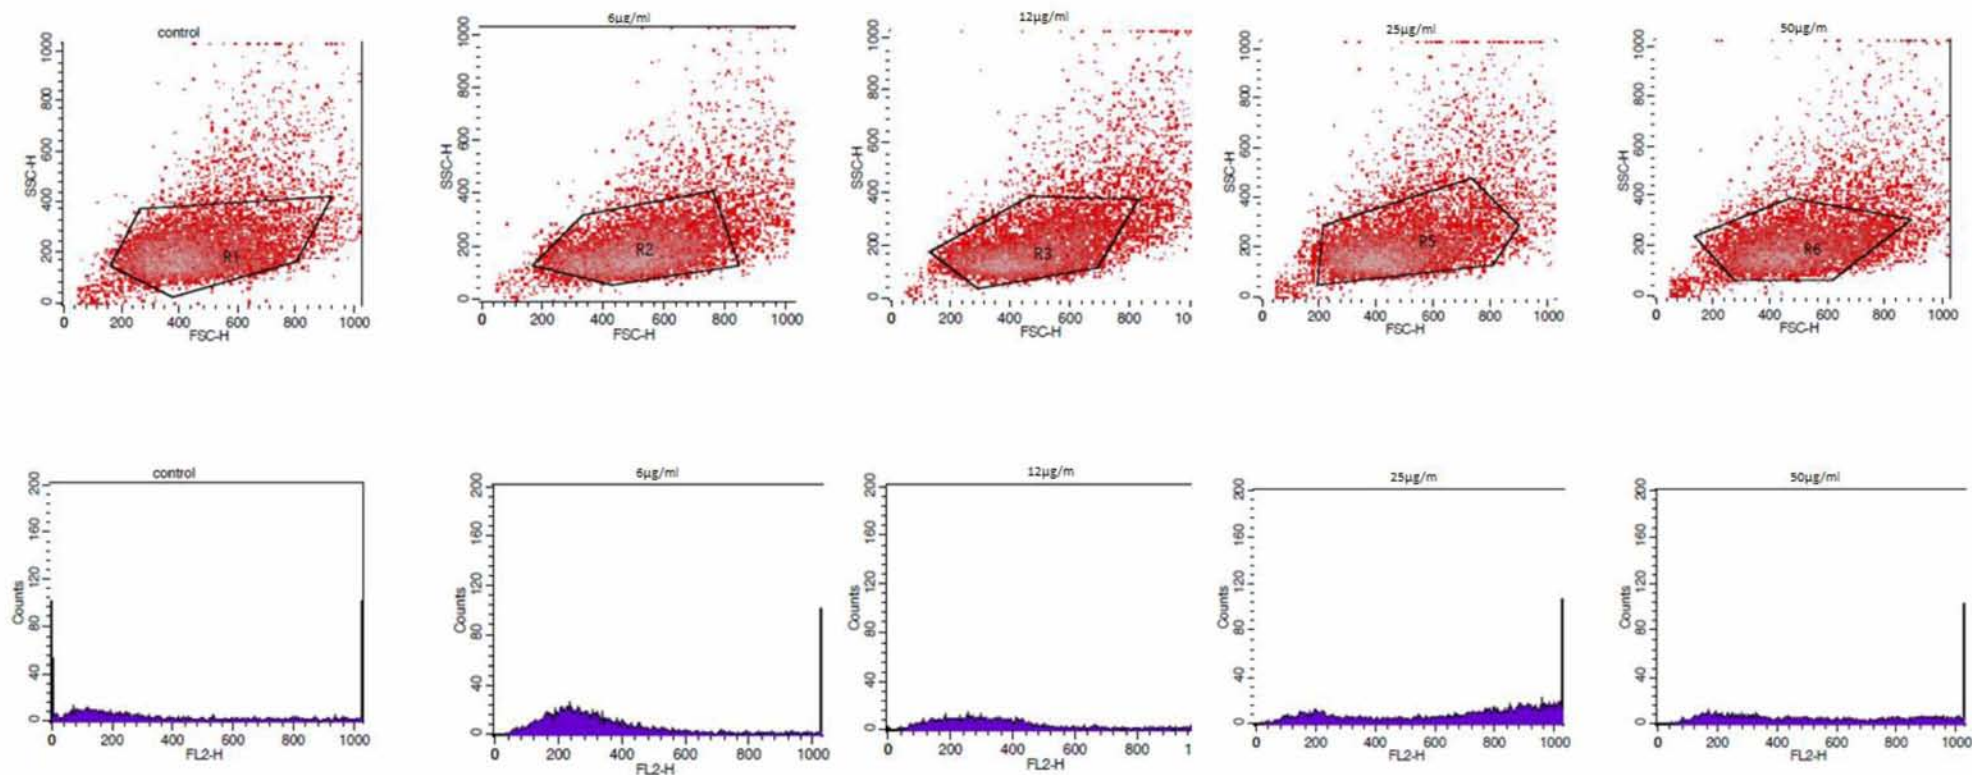 control
1000
800
600
400
200
0
SSC-H
R1
0 200 400 600 800 1000
FSC-H
6µg/ml
1000
800
600
400
200
0
SSC-H
R2
0 200 400 600 800 1000
FSC-H
12µg/ml
1000
800
600
400
200
0
SSC-H
R3
0 200 400 600 800 10
FSC-H
25µg/ml
1000
800
600
400
200
0
SSC-H
R5
0 200 400 600 800 1000
FSC-H
50µg/m
1000
800
600
400
200
0
SSC-H
R6
0 200 400 600 800 1000
FSC-H
control
200
160
120
80
40
0
Counts
0 200 400 600 800 1000
FL2-H
6µg/ml
200
160
120
80
40
0
Counts
0 200 400 600 800 1000
FL2-H
12µg/m
200
160
120
80
40
0
Counts
0 200 400 600 800 1
FL2-H
25µg/m
200
160
120
80
40
0
Counts
0 200 400 600 800 1000
FL2-H
50µg/ml
200
160
120
80
40
0
Counts
0 200 400 600 800 1000
FL2-H